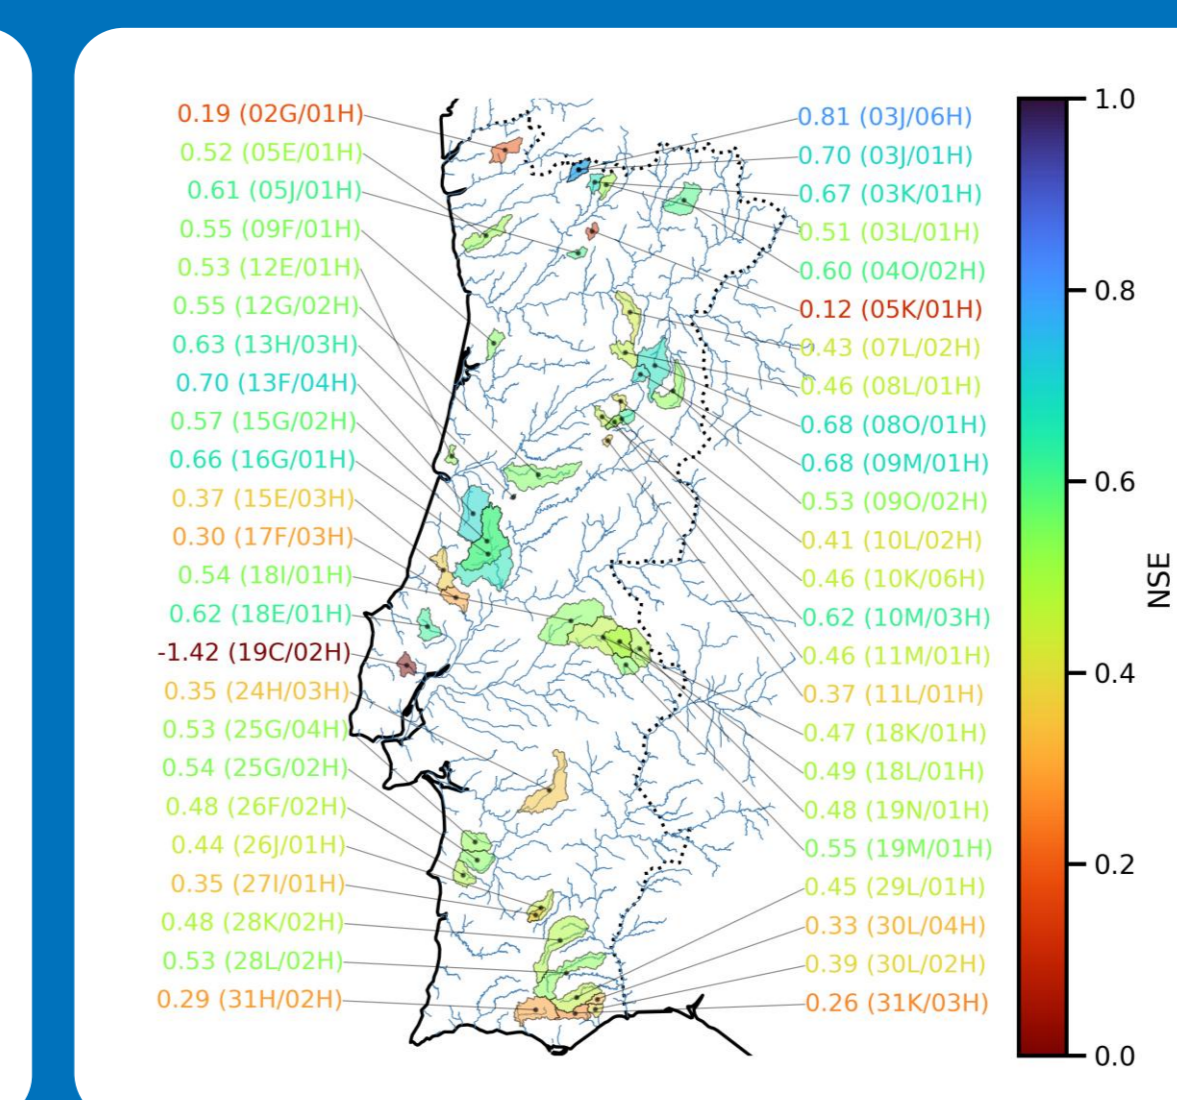 0.19 (02G/01H)
0.52 (05E/01H)
0.61 (05J/01H)
0.55 (09F/01H)
0.53 (12E/01H)
0.55 (12G/02H)
0.63 (13H/03H)
0.70 (13F/04H)
0.57 (15G/02H)
0.66 (16G/01H)
0.37 (15E/03H)
0.30 (17F/03H)
0.54 (18I/01H)
0.62 (18E/01H)
-1.42 (19C/02H)
0.35 (24H/03H)
0.53 (25G/04H)
0.54 (25G/02H)
0.48 (26F/02H)
0.44 (26J/01H)
0.35 (27I/01H)
0.48 (28K/02H)
0.53 (28L/02H)
0.29 (31H/02H)
0.81 (03J/06H)
0.70 (03J/01H)
0.67 (03K/01H)
0.51 (03L/01H)
0.60 (04O/02H)
0.12 (05K/01H)
0.43 (07L/02H)
0.46 (08L/01H)
0.68 (08O/01H)
0.68 (09M/01H)
0.53 (09O/02H)
0.41 (10L/02H)
0.46 (10K/06H)
0.62 (10M/03H)
0.46 (11M/01H)
0.37 (11L/01H)
0.47 (18K/01H)
0.49 (18L/01H)
0.48 (19N/01H)
0.55 (19M/01H)
0.45 (29L/01H)
0.33 (30L/04H)
0.39 (30L/02H)
0.26 (31K/03H)
1.0
0.8
0.6
0.4
0.2
0.0
NSE